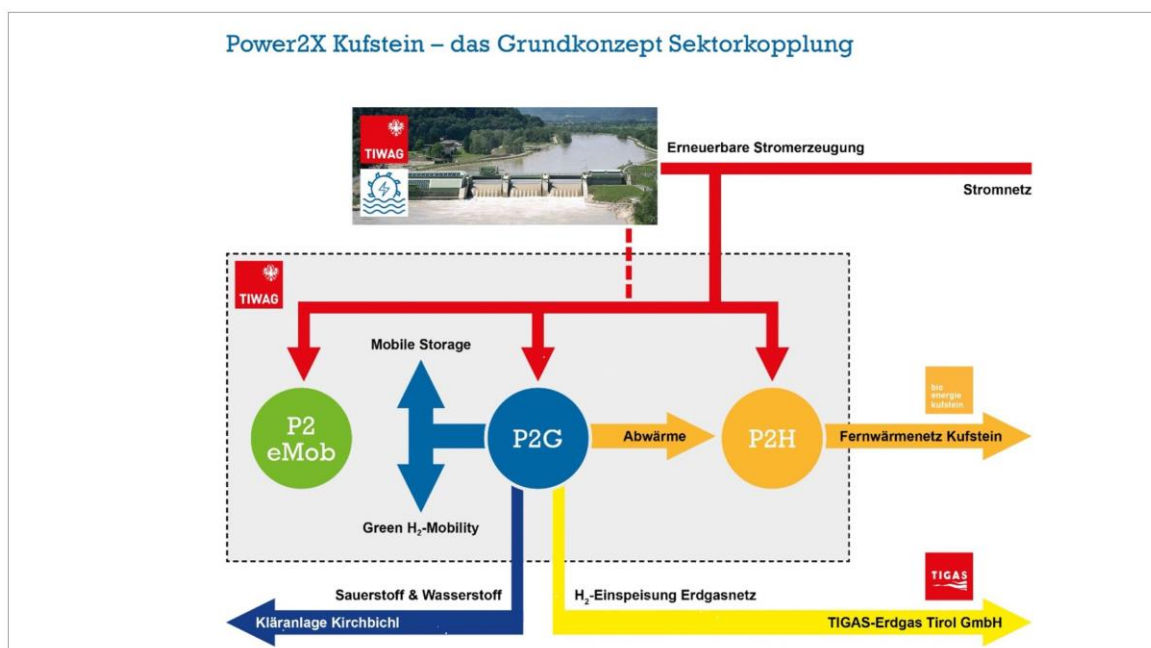 Power2X Kufstein – das Grundkonzept Sektorkopplung
TIWAG
Erneuerbare Stromerzeugung
Stromnetz
TIWAG
Mobile Storage
P2
eMob
P2G
Abwärme
P2H
bio
energie
kufstein
Fernwärmenetz Kufstein
Green H₂-Mobility
Sauerstoff & Wasserstoff
H₂-Einspeisung Erdgasnetz
TIGAS
Kläranlage Kirchbichl
TIGAS-Erdgas Tirol GmbH